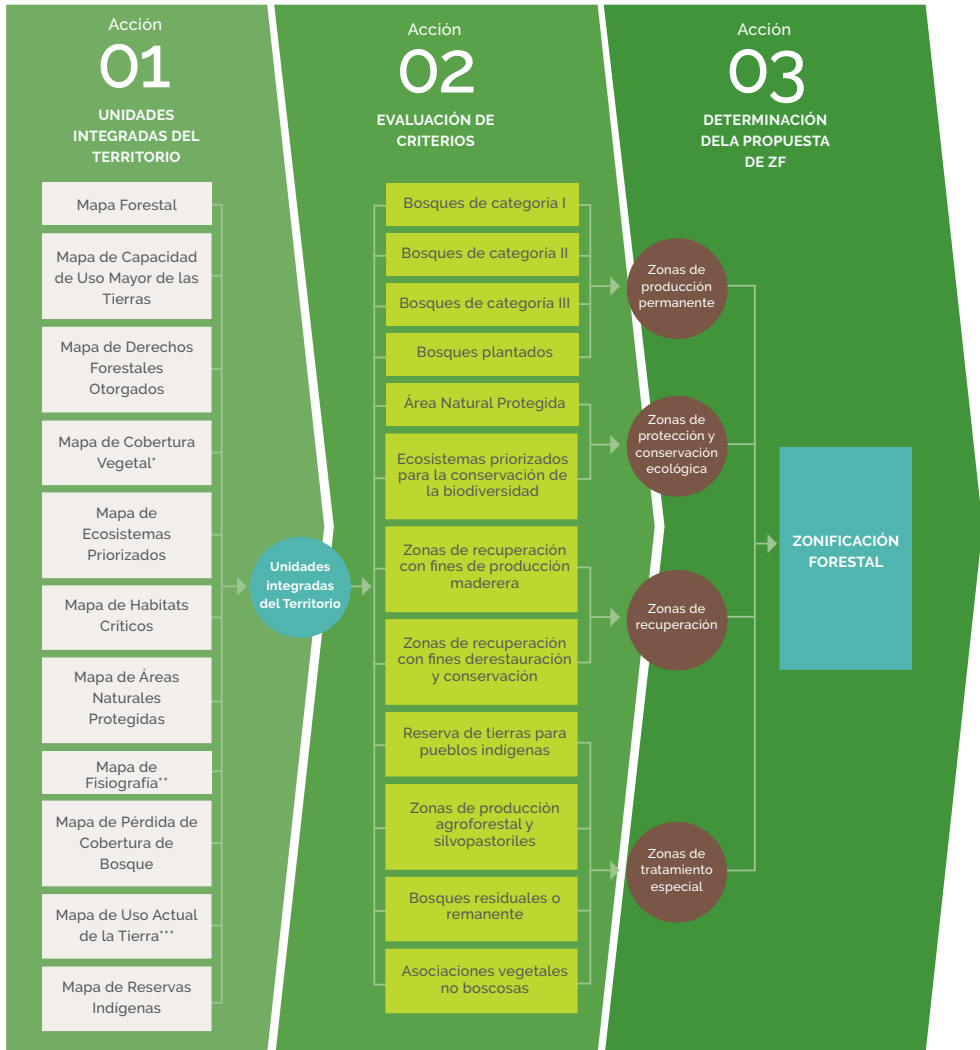 Acción
01
UNIDADES
INTEGRADAS DEL
TERRITORIO
Mapa Forestal
Mapa de Capacidad
de Uso Mayor de las
Tierras
Mapa de Derechos
Forestales
Otorgados
Mapa de Cobertura
Vegetal*
Mapa de
Ecosistemas
Priorizados
Mapa de Habitats
Críticos
Mapa de Áreas
Naturales
Protegidas
Mapa de
Fisiografía**
Mapa de Pérdida de
Cobertura de
Bosque
Mapa de Uso Actual
de la Tierra***
Mapa de Reservas
Indígenas
Unidades
integradas
del Territorio
Acción
02
EVALUACIÓN DE
CRITERIOS
Bosques de categoría I
Bosques de categoría II
Bosques de categoría III
Bosques plantados
Área Natural Protegida
Ecosistemas priorizados
para la conservación de
la biodiversidad
Zonas de recuperación
con fines de producción
maderera
Zonas de recuperación
con fines derestauración
y conservación
Reserva de tierras para
pueblos indígenas
Zonas de producción
agroforestal y
silvopastoriles
Bosques residuales o
remanente
Asociaciones vegetales
no boscosas
Acción
03
DETERMINACIÓN
DELA PROPUESTA
DE ZF
Zonas de
producción
permanente
Zonas de
protección y
conservación
ecológica
Zonas de
recuperación
Zonas de
tratamiento
especial
ZONIFICACIÓN
FORESTAL